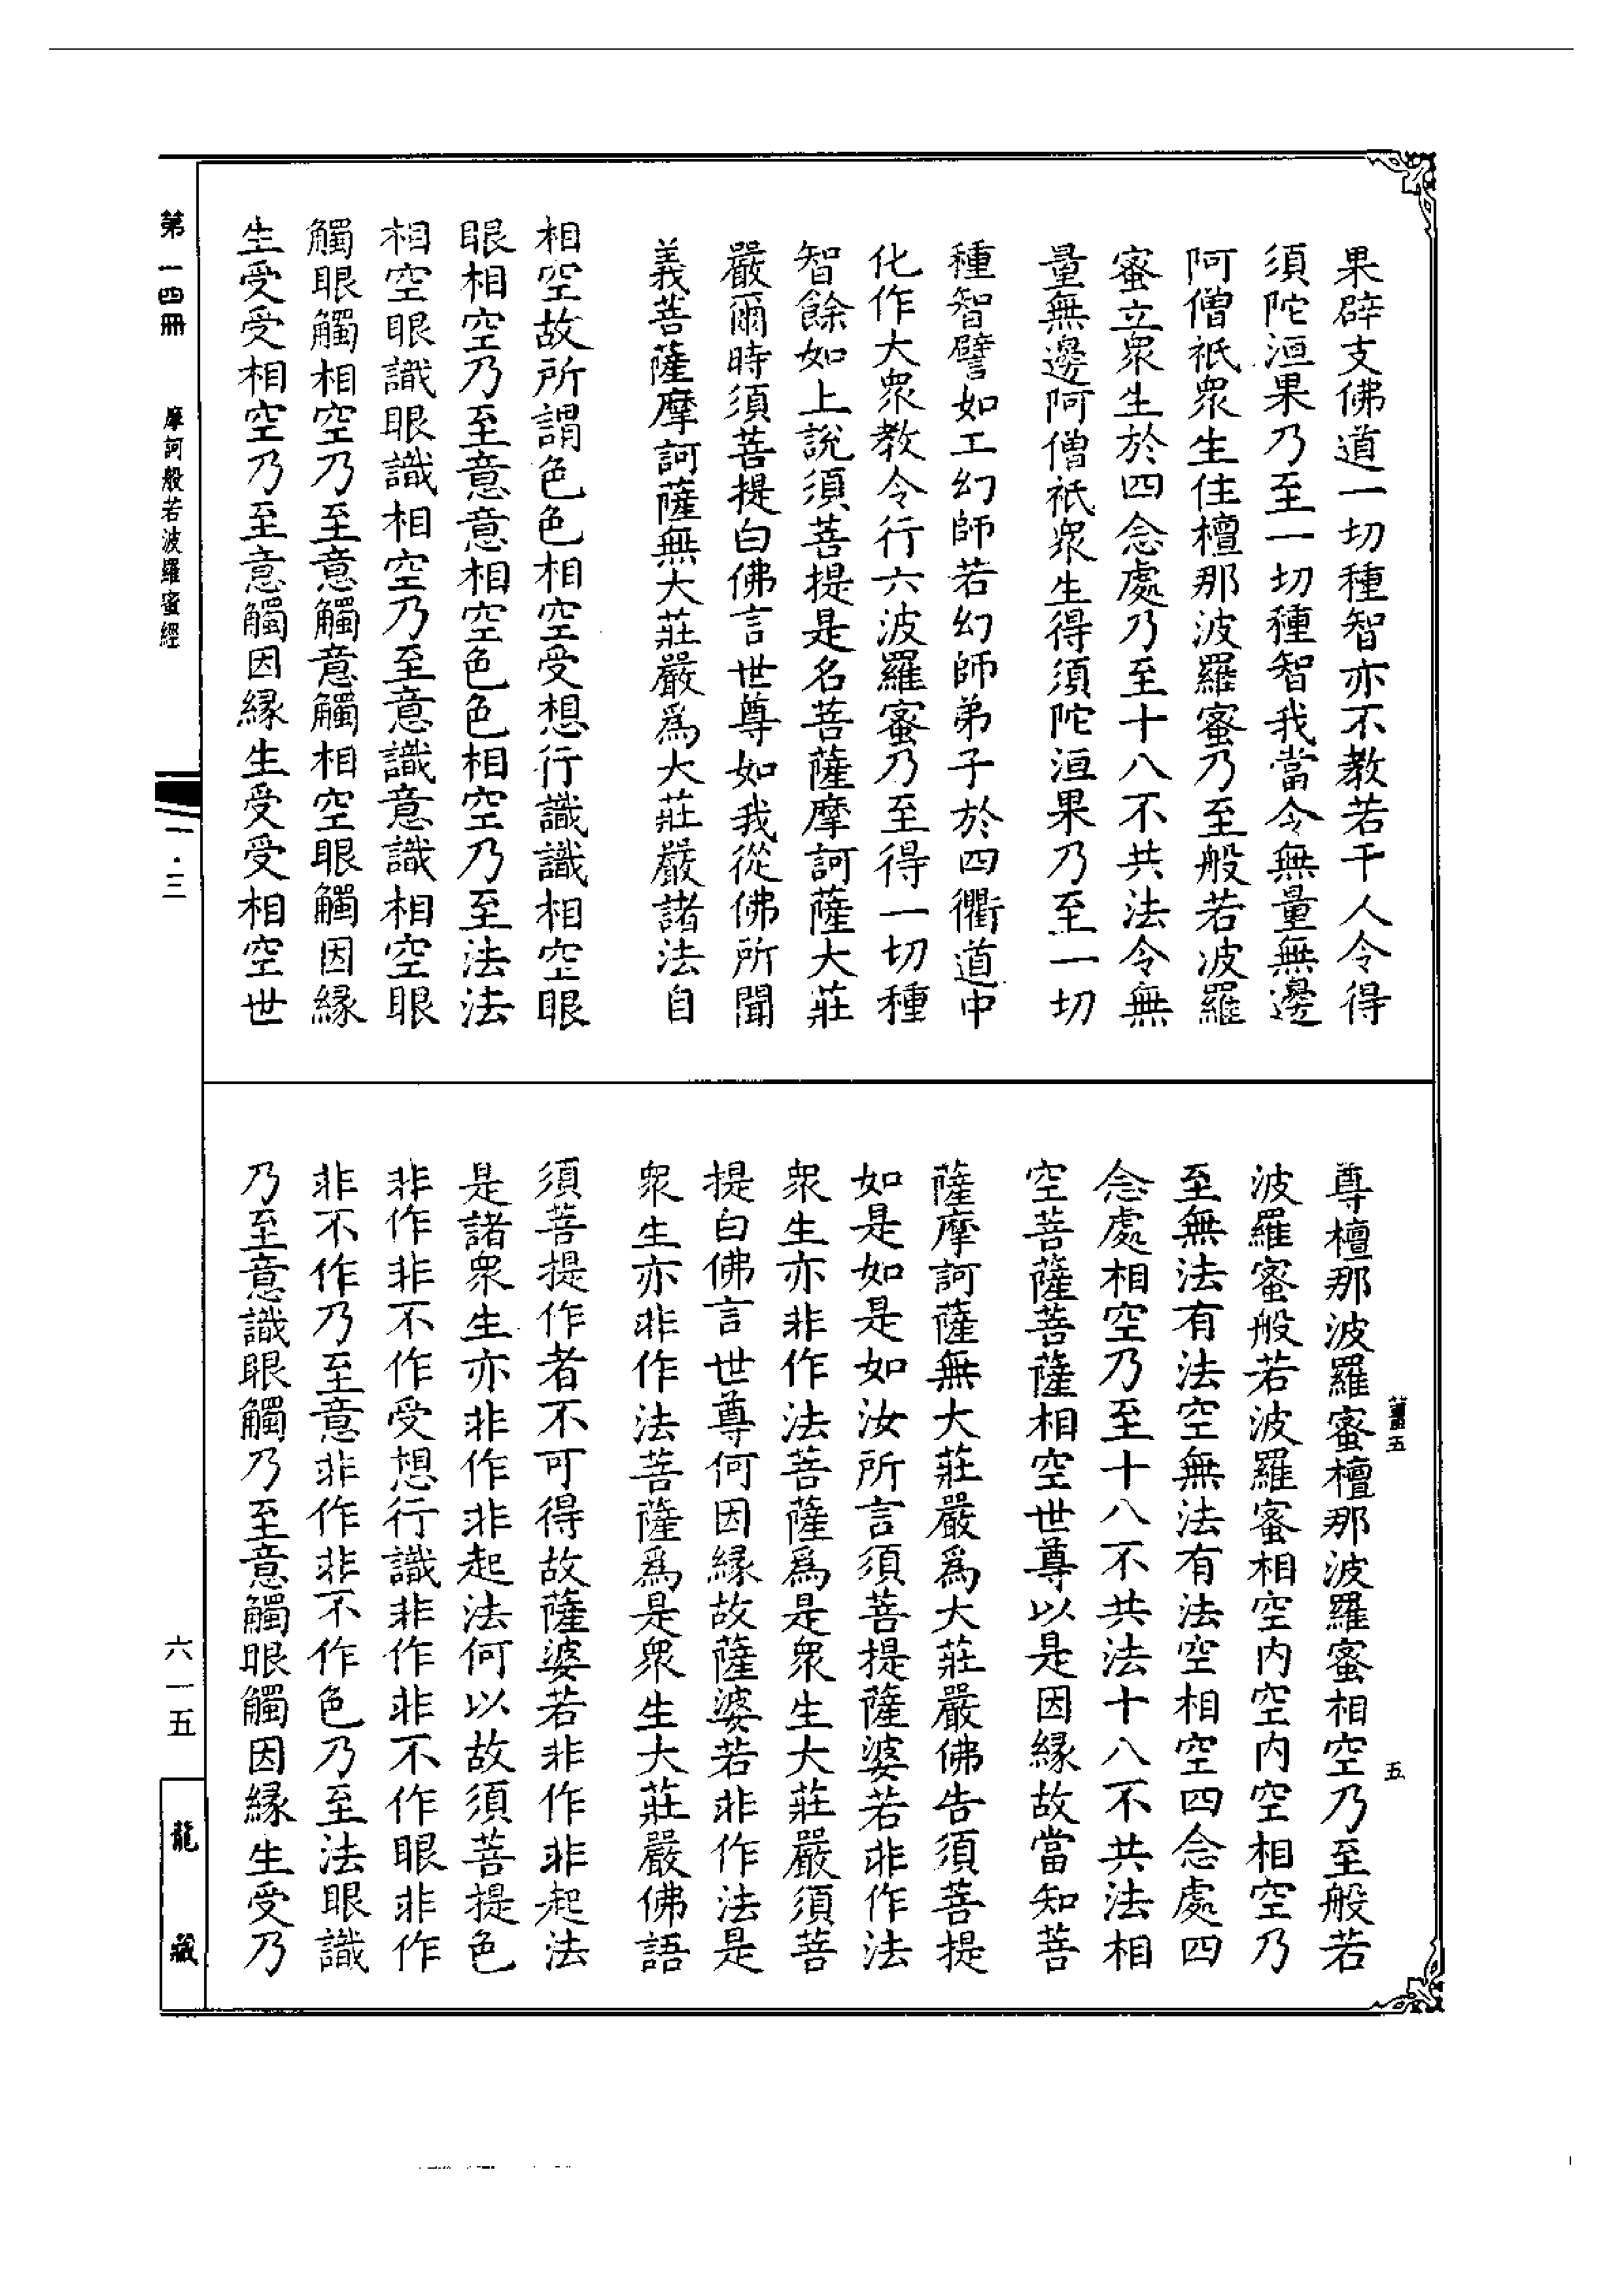 果辟支佛道一切種智亦不教若干人令得
須陀洹果乃至一切種智我當令無量無邊
阿僧祇衆生住檀那波羅蜜乃至般若波羅
蜜立衆生於四念處乃至十八不共法令無
量無邊阿僧祇衆生得須陀洹果乃至一切
種智譬如工幻師若幻師弟子於四衢道中
化作大衆教令行六波羅蜜乃至得一切種
智餘如上說須菩提是名菩薩摩訶薩大莊
嚴爾時須菩提白佛言世尊如我從佛所聞
義菩薩摩訶薩無大莊嚴爲大莊嚴諸法自
相空故所謂色色相空受想行識識相空眼
眼相空乃至意意相空色色相空乃至法法
相空眼識眼識相空乃至意識意識相空眼
觸眼觸相空乃至意觸意觸相空眼觸因緣
生受受相空乃至意觸因緣生受受相空世
尊檀那波羅蜜檀那波羅蜜相空乃至般若
波羅蜜般若波羅蜜相空内空内空相空乃
至無法有法空無法有法空相空四念處四
念處相空乃至十八不共法十八不共法相
空菩薩菩薩相空世尊以是因緣故當知菩
薩摩訶薩無大莊嚴爲大莊嚴佛告須菩提
如是如是如汝所言須菩提薩婆若非作法
衆生亦非作法菩薩爲是衆生大莊嚴須菩
提白佛言世尊何因緣故薩婆若非作法是
衆生亦非作法菩薩爲是衆生大莊嚴佛語
須菩提作者不可得故薩婆若非作非起法
是諸衆生亦非作非起法何以故須菩提色
非作非不作受想行識非作非不作眼非作
非不作乃至意非作非不作色乃至法眼識
乃至意識眼觸乃至意觸眼觸因緣生受乃
五
五
第一四冊
摩訶般若波羅蜜經
一·三
六一五
龍藏